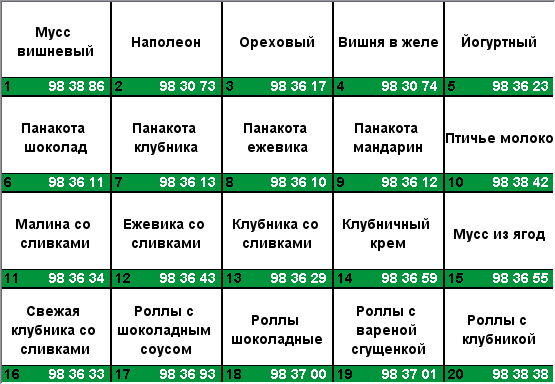 Мусс
вишневый
1 98 38 86
Наполеон
2 98 30 73
Ореховый
3 98 36 17
Вишня в желе
4 98 30 74
Йогуртный
5 98 36 23
Панакота
шоколад
6 98 36 11
Панакота
клубника
7 98 36 13
Панакота
ежевика
8 98 36 10
Панакота
мандарин
9 98 36 12
Птичье молоко
10 98 38 42
Малина со
сливками
11 98 36 34
Ежевика со
сливками
12 98 36 43
Клубника со
сливками
13 98 36 29
Клубничный
крем
14 98 36 59
Мусс из ягод
15 98 36 55
Свежая
клубника со
сливками
16 98 36 33
Роллы с
шоколадным
соусом
17 98 36 93
Роллы
шоколадные
18 98 37 00
Роллы с
вареной
сгущенкой
19 98 37 01
Роллы с
клубникой
20 98 38 38